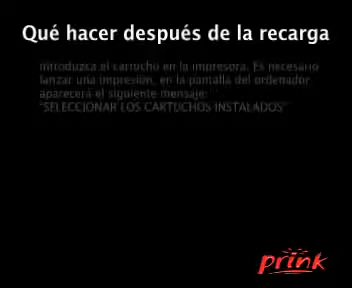 Qué hacer después de la recarga
Introduzca el cartucho en la impresora. Es necesario
lanzar una impresión, en la pantalla del ordenador
aparecerá el siguiente mensaje:
"SELECCIONAR LOS CARTUCHOS INSTALADOS"
prink